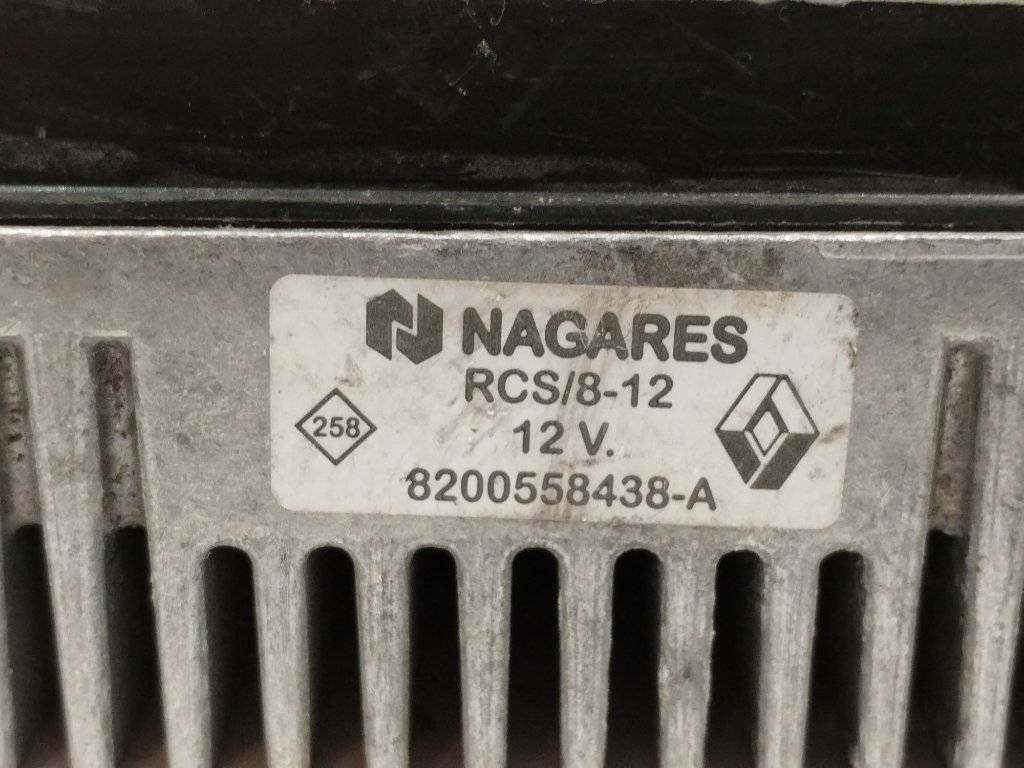 NAGARES
RCS/8-12
258
12 V.
8200558438-A